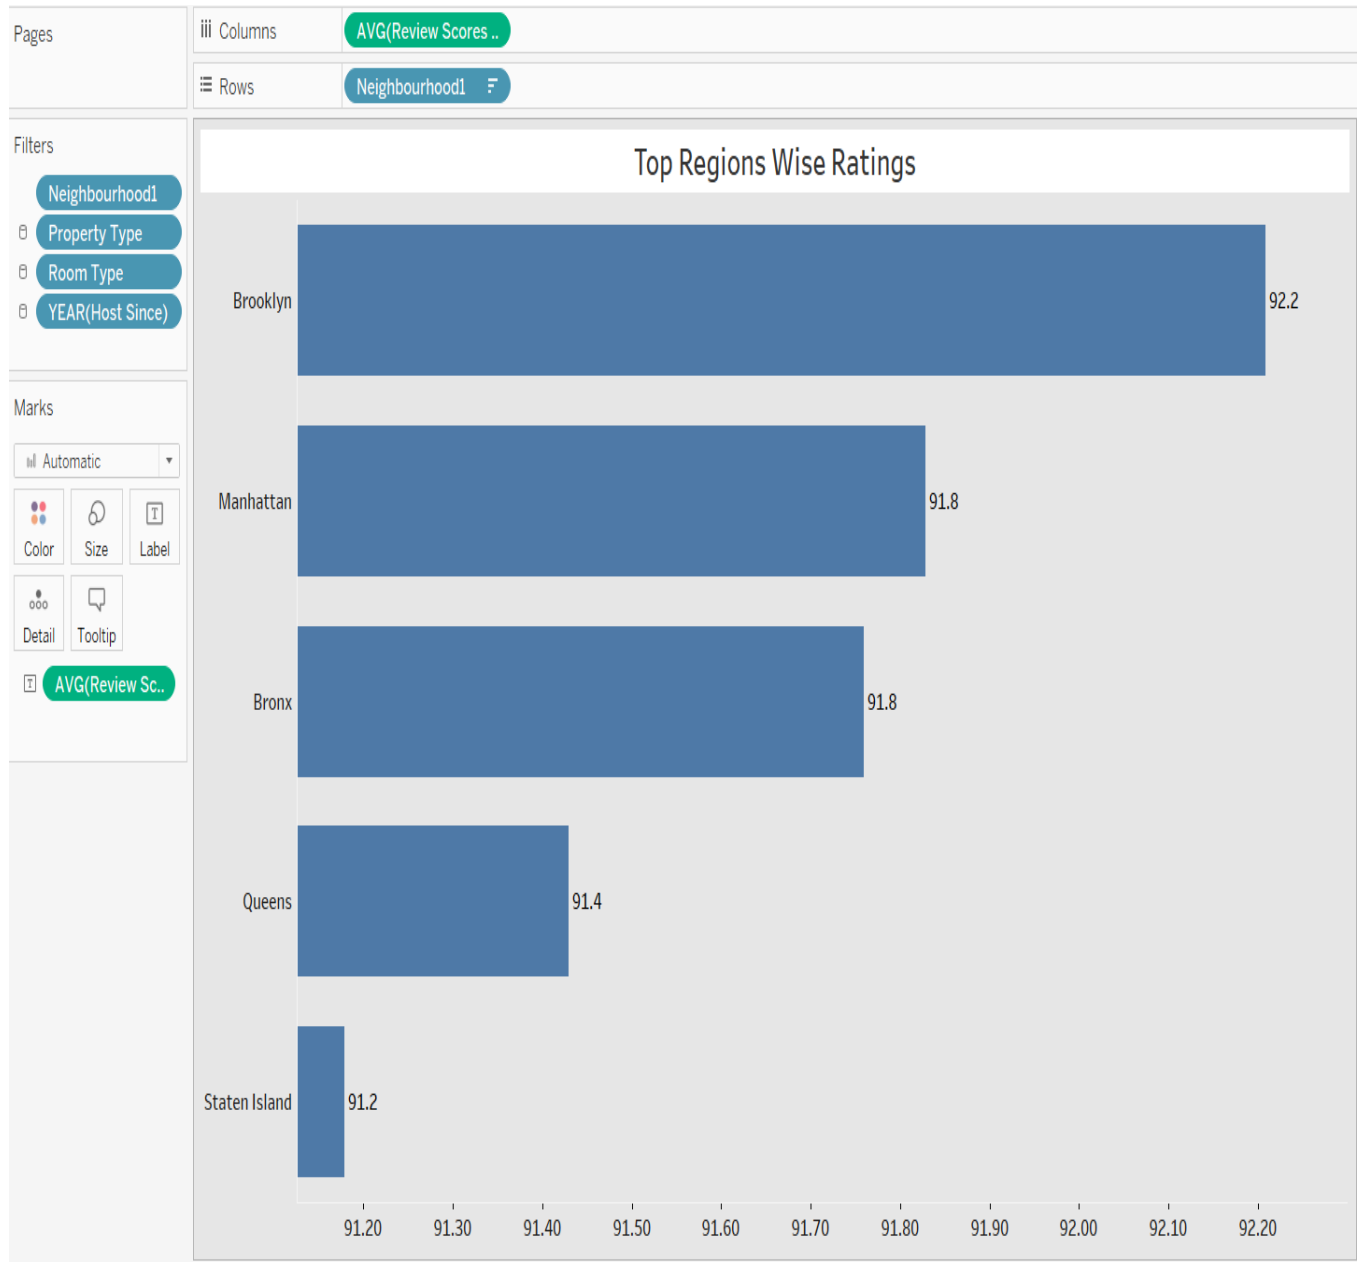 Pages
Columns
AVG(Review Scores ..
Rows
Neighbourhood1
Filters
Neighbourhood1
Property Type
Room Type
YEAR(Host Since)
Marks
Automatic
Color Size Label
Detail Tooltip
T AVG(Review Sc..
Top Regions Wise Ratings
Brooklyn 92.2
Manhattan 91.8
Bronx 91.8
Queens 91.4
Staten Island 91.2
91.20 91.30 91.40 91.50 91.60 91.70 91.80 91.90 92.00 92.10 92.20